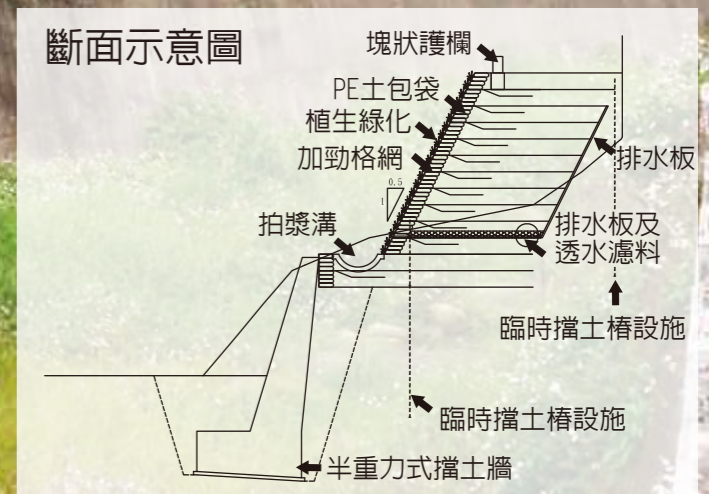 斷面示意圖
塊狀護欄
PE土包袋
植生綠化
加勁格網
排水板
0.5
1
拍漿溝
排水板及
透水濾料
臨時擋土樁設施
臨時擋土樁設施
半重力式擋土牆